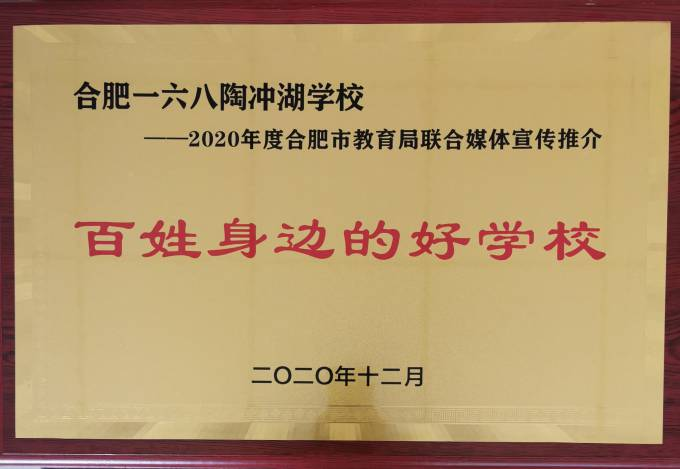 合肥一六八陶冲湖学校
——2020年度合肥市教育局联合媒体宣传推介
百姓身边的好学校
二〇二〇年十二月